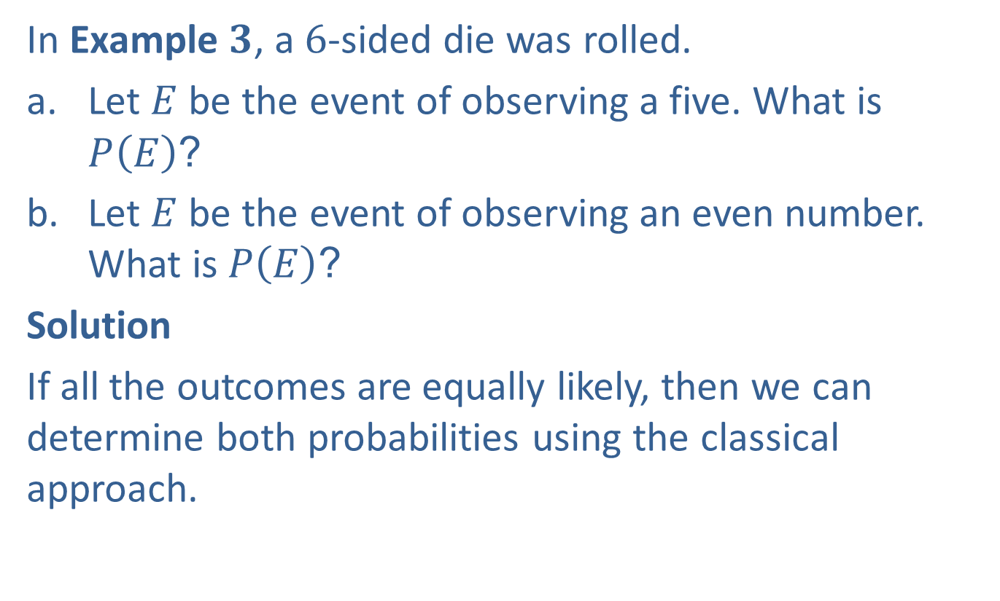 In Example 3, a 6-sided die was rolled.
a. Let E be the event of observing a five. What is
P(E)?
b. Let E be the event of observing an even number.
What is P(E)?
Solution
If all the outcomes are equally likely, then we can
determine both probabilities using the classical
approach.